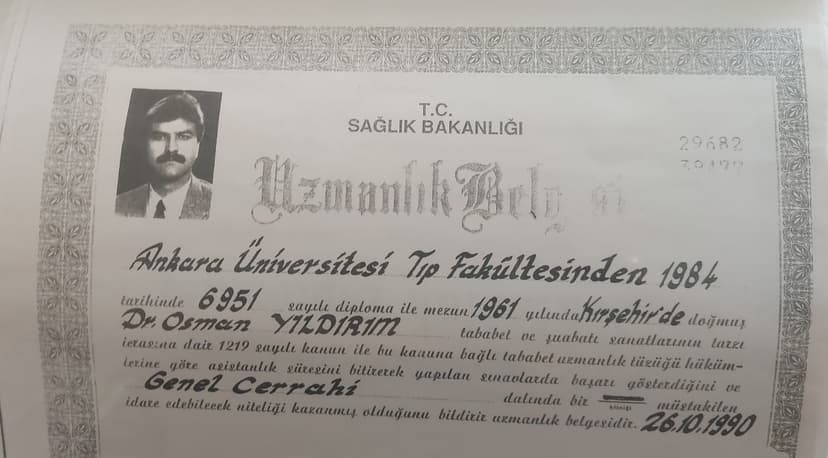 T.C.
SAĞLIK BAKANLIĞI
29682
Uzmanlık Belg si
Ankara Üniversitesi Tıp Fakültesinden 1984
tarihinde 6951 sayılı diploma ile mezun 1961 yılında Kırşehir'de doğmuş
Dr. Osman YILDIRIM tababet ve şuabatı sanatlarının tarzı
icrasına dair 1219 sayılı kanun ile bu kanuna bağlı tababet uzmanlık tüzüğü hüküm-
lerine göre asistanlık süresini bitirerek yapılan sınavlarda başarı gösterdiğini ve
Genel Cerrahi dalında bir müstakilen
idare edebilecek niteliği kazanmış olduğunu bildirir uzmanlık belgesidir. 26.10.1990